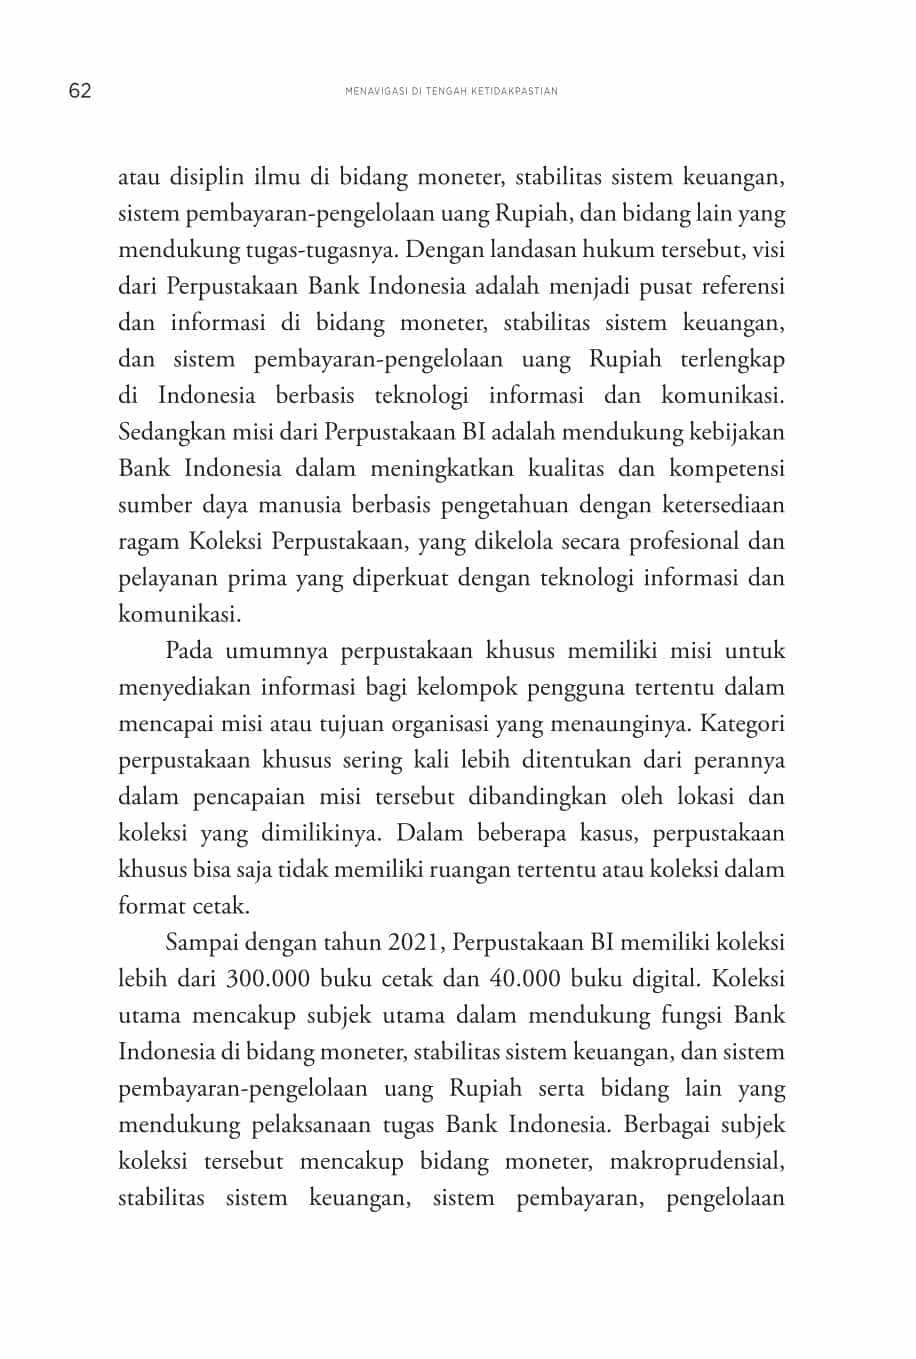 62
MENAVIGASI DI TENGAH KETIDAKPASTIAN
atau disiplin ilmu di bidang moneter, stabilitas sistem keuangan,
sistem pembayaran-pengelolaan uang Rupiah, dan bidang lain yang
mendukung tugas-tugasnya. Dengan landasan hukum tersebut, visi
dari Perpustakaan Bank Indonesia adalah menjadi pusat referensi
dan informasi di bidang moneter, stabilitas sistem keuangan,
dan sistem pembayaran-pengelolaan uang Rupiah terlengkap
di Indonesia berbasis teknologi informasi dan komunikasi.
Sedangkan misi dari Perpustakaan BI adalah mendukung kebijakan
Bank Indonesia dalam meningkatkan kualitas dan kompetensi
sumber daya manusia berbasis pengetahuan dengan ketersediaan
ragam Koleksi Perpustakaan, yang dikelola secara profesional dan
pelayanan prima yang diperkuat dengan teknologi informasi dan
komunikasi.
Pada umumnya perpustakaan khusus memiliki misi untuk
menyediakan informasi bagi kelompok pengguna tertentu dalam
mencapai misi atau tujuan organisasi yang menaunginya. Kategori
perpustakaan khusus sering kali lebih ditentukan dari perannya
dalam pencapaian misi tersebut dibandingkan oleh lokasi dan
koleksi yang dimilikinya. Dalam beberapa kasus, perpustakaan
khusus bisa saja tidak memiliki ruangan tertentu atau koleksi dalam
format cetak.
Sampai dengan tahun 2021, Perpustakaan BI memiliki koleksi
lebih dari 300.000 buku cetak dan 40.000 buku digital. Koleksi
utama mencakup subjek utama dalam mendukung fungsi Bank
Indonesia di bidang moneter, stabilitas sistem keuangan, dan sistem
pembayaran-pengelolaan uang Rupiah serta bidang lain yang
mendukung pelaksanaan tugas Bank Indonesia. Berbagai subjek
koleksi tersebut mencakup bidang moneter, makroprudensial,
stabilitas sistem keuangan, sistem pembayaran, pengelolaan